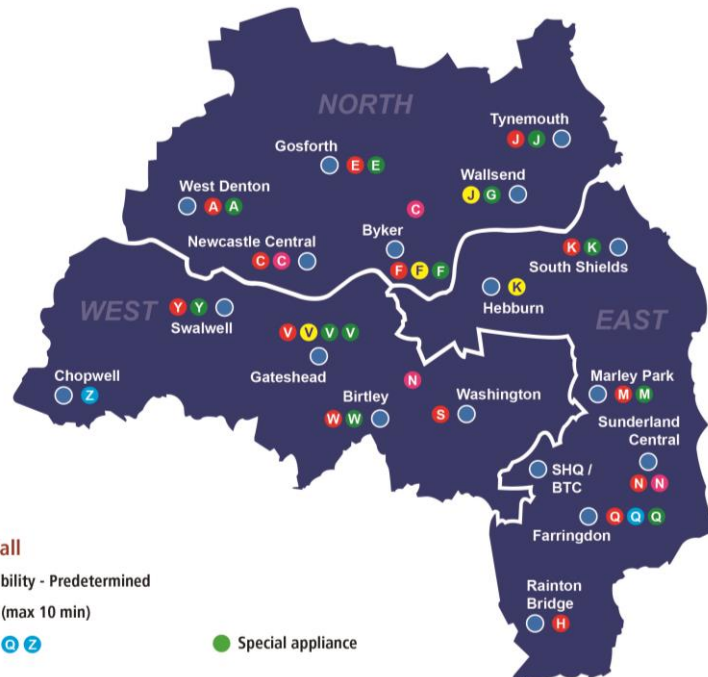 NORTH
Tynemouth
J J
Gosforth
E E
Wallsend
J G
West Denton
A A
C
Newcastle Central
C C
Byker
F F F
K K
South Shields
Hebburn
K
WEST
EAST
Y Y
Swalwell
V V V V
Gateshead
Chopwell
Z
N
Birtley
W W
Washington
S
Marley Park
M M
Sunderland
Central
N N
SHQ /
BTC
Q Q Q
Farringdon
Rainton
Bridge
H
all
bility - Predetermined
(max 10 min)
Q Z
Special appliance